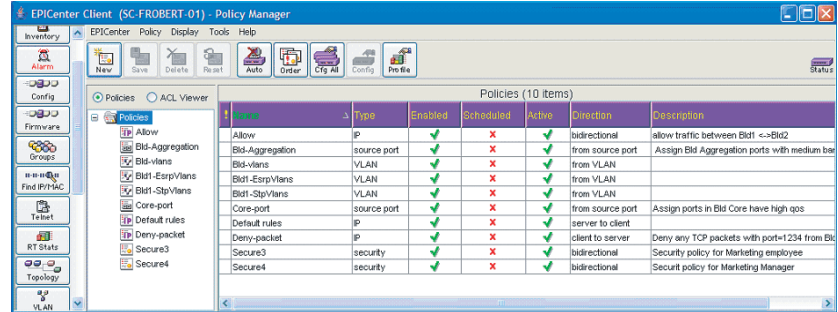 EPICenter Client (SC-FROBERT-01) - Policy Manager
EPICenter Policy Display Tools Help
Inventory
Alarm
Config
Firmware
Groups
Find IP/MAC
Telnet
RT Stats
Topology
VLAN
New Save Delete Reset Auto Order Cfg All Config Profile Status
Policies ACL Viewer
Policies
Allow
Bld-Aggregation
Bld-vlans
Bld1-EsrpVlans
Bld1-StpVlans
Core-port
Default rules
Deny-packet
Secure3
Secure4
Policies (10 items)
! Name Type Enabled Scheduled Active Direction Description
Allow IP bidirectional allow traffic between Bld1 <->Bld2
Bld-Aggregation source port from source port Assign Bld Aggregation ports with medium ban
Bld-vlans VLAN from VLAN
Bld1-EsrpVlans VLAN from VLAN
Bld1-StpVlans VLAN from VLAN
Core-port source port from source port Assign ports in Bld Core have high qos
Default rules IP server to client
Deny-packet IP client to server Deny any TCP packets with port=1234 from Bld
Secure3 security bidirectional Security policy for Marketing employee
Secure4 security bidirectional Securit policy for Marketing Manager